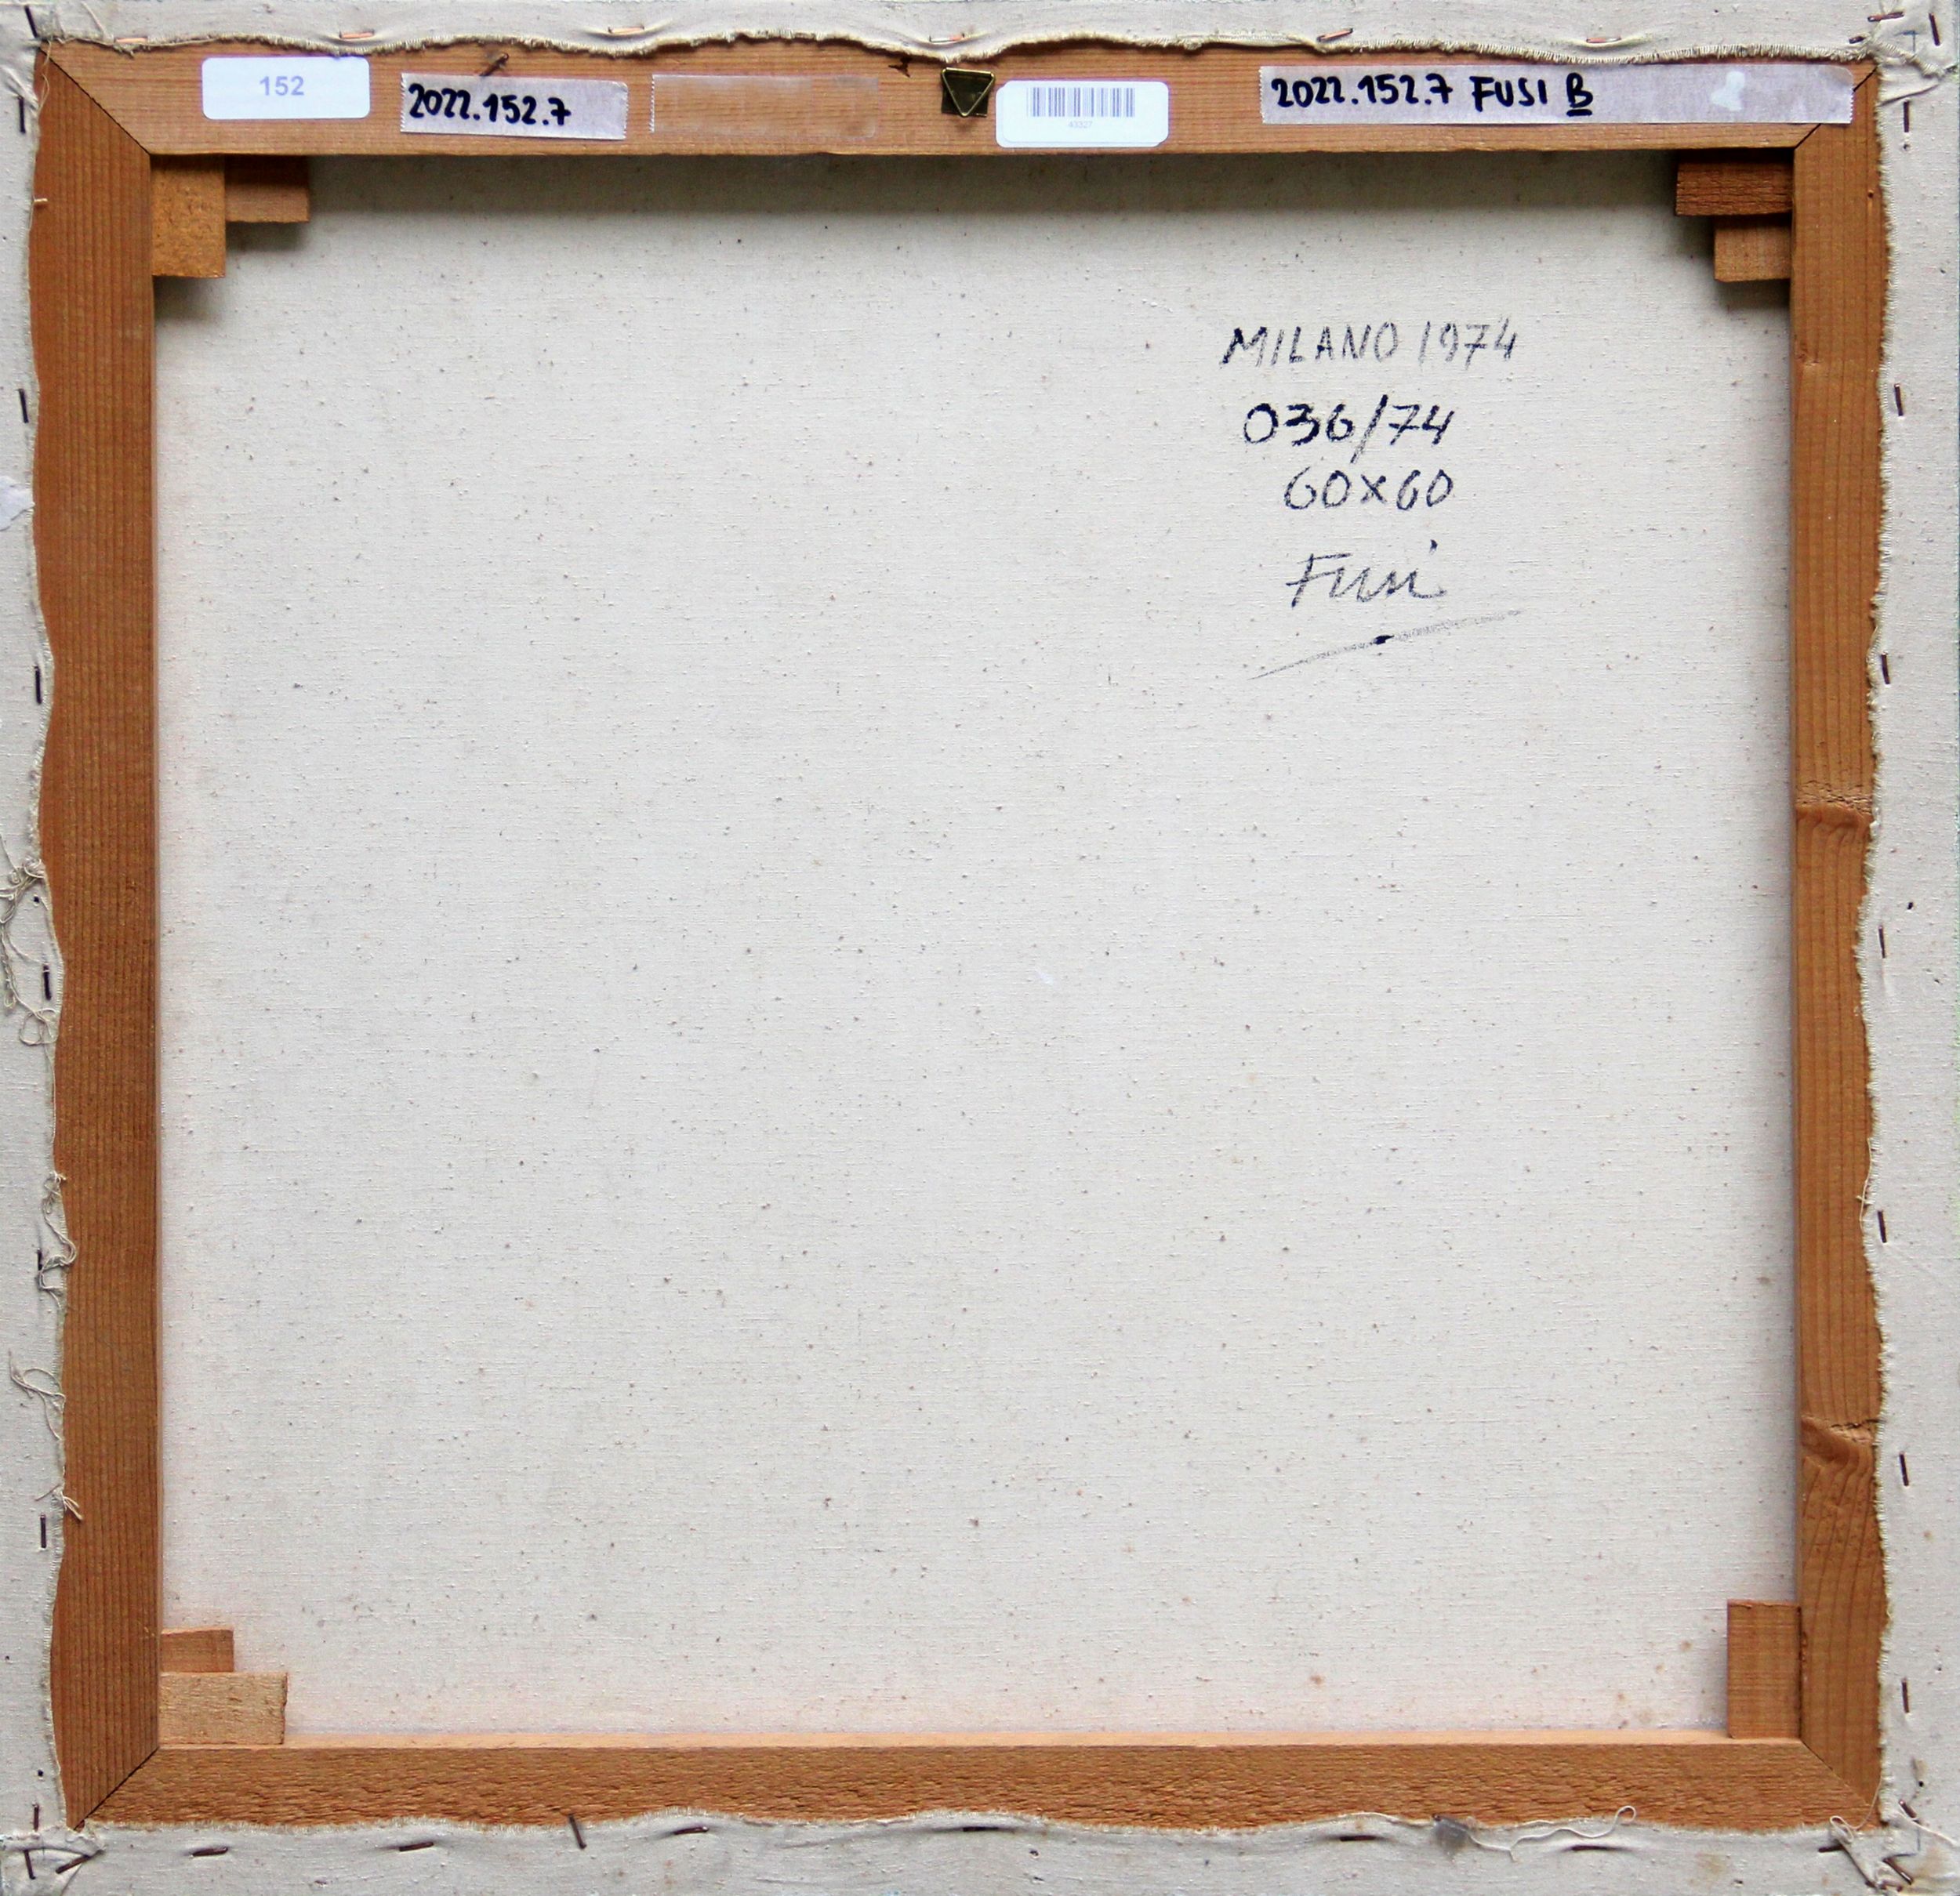 152
2022.152.7
2022.152.7 FUSI B
MILANO 1974
036/74
60x60
Fusi